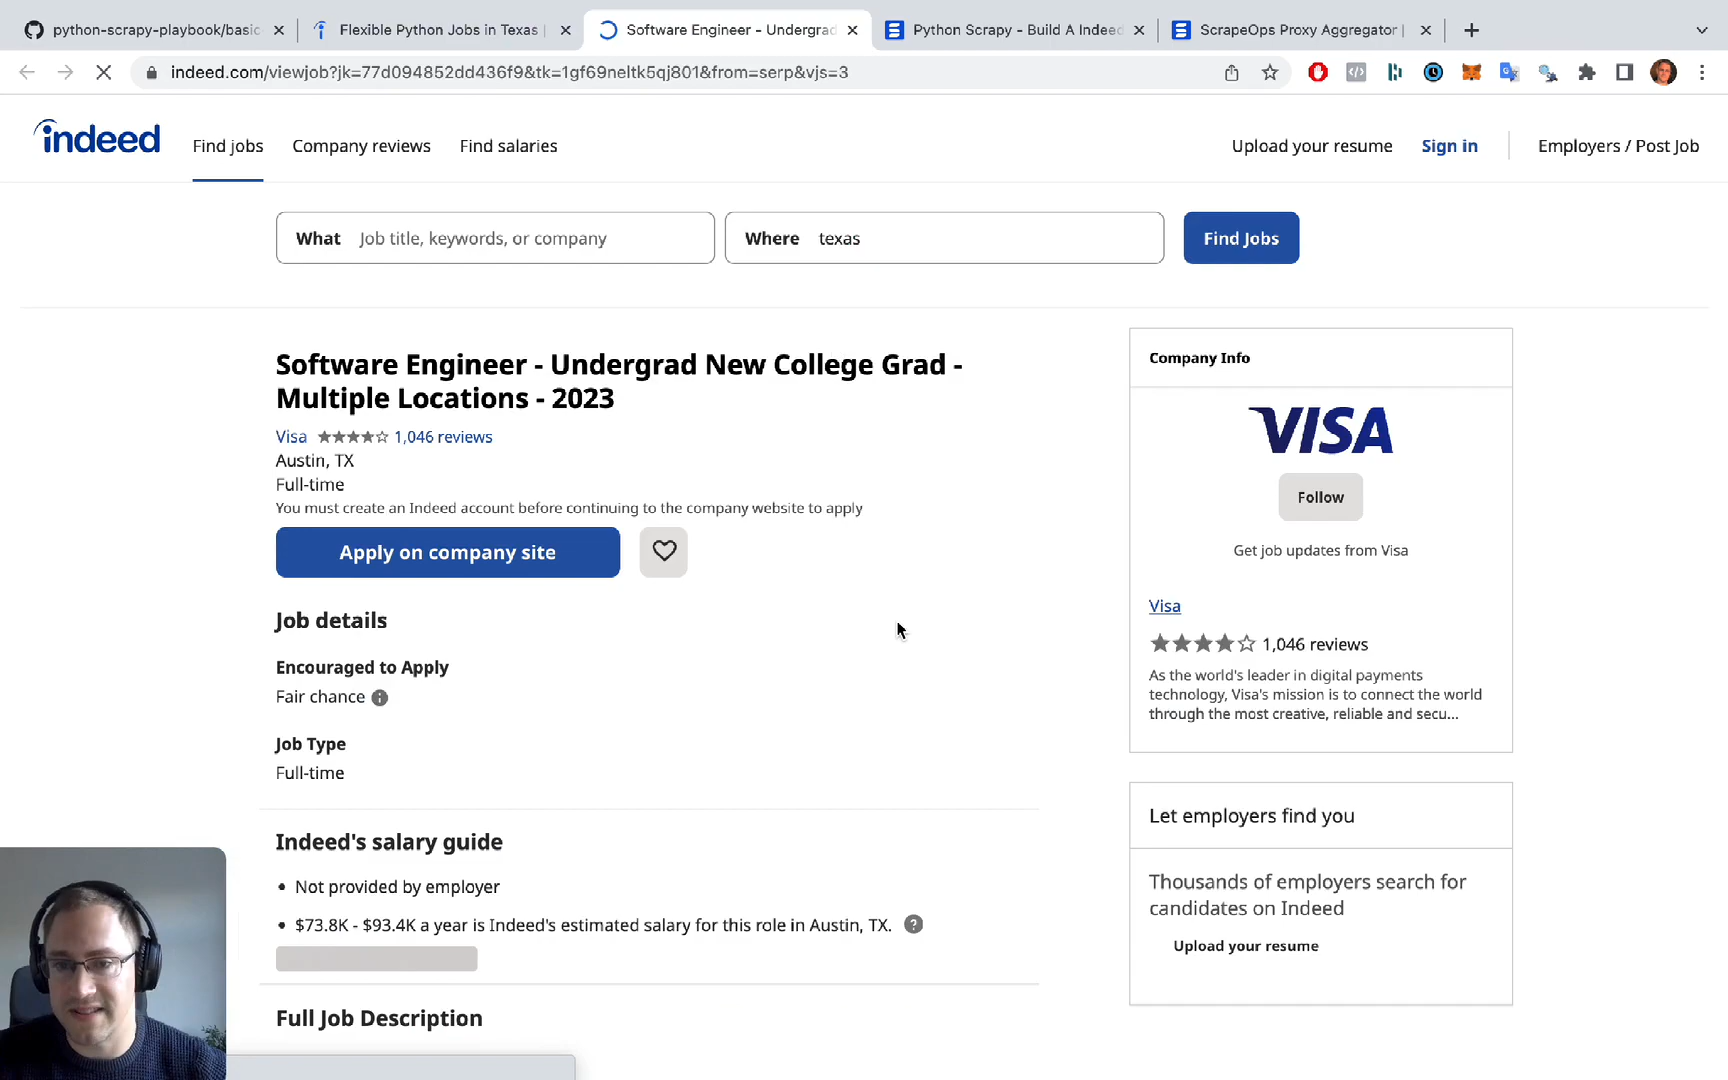 python-scrapy-playbook/basic
Flexible Python Jobs in Texas |
Software Engineer - Undergrad
Python Scrapy - Build A Indeed
ScrapeOps Proxy Aggregator |
indeed.com/viewjob?jk=77d094852dd436f9&tk=1gf69neltk5qj801&from=serp&vjs=3
indeed
Find jobs
Company reviews
Find salaries
Upload your resume
Sign in
Employers / Post Job
What Job title, keywords, or company
Where texas
Find Jobs
Software Engineer - Undergrad New College Grad -
Multiple Locations - 2023
Visa 1,046 reviews
Austin, TX
Full-time
You must create an Indeed account before continuing to the company website to apply
Apply on company site
Job details
Encouraged to Apply
Fair chance
Job Type
Full-time
Indeed's salary guide
• Not provided by employer
• $73.8K - $93.4K a year is Indeed's estimated salary for this role in Austin, TX.
Full Job Description
Company Info
VISA
Follow
Get job updates from Visa
Visa
1,046 reviews
As the world's leader in digital payments
technology, Visa's mission is to connect the world
through the most creative, reliable and secu...
Let employers find you
Thousands of employers search for
candidates on Indeed
Upload your resume